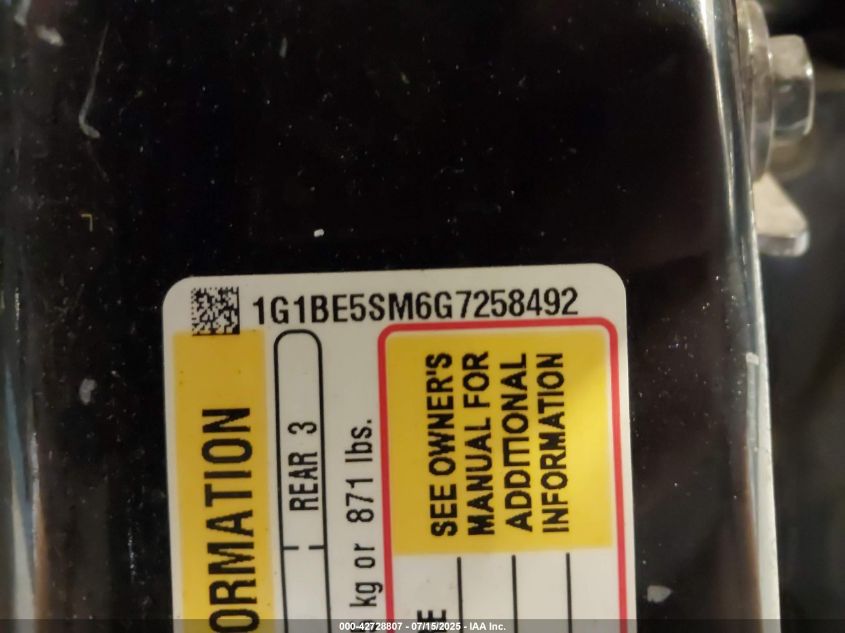 1G1BE5SM6G7258492
ORMATION
REAR 3
kg or 871 lbs.
SEE OWNER'S
MANUAL FOR
ADDITIONAL
INFORMATION
E
000-42728807 - 07/15/2025 - IAA Inc.